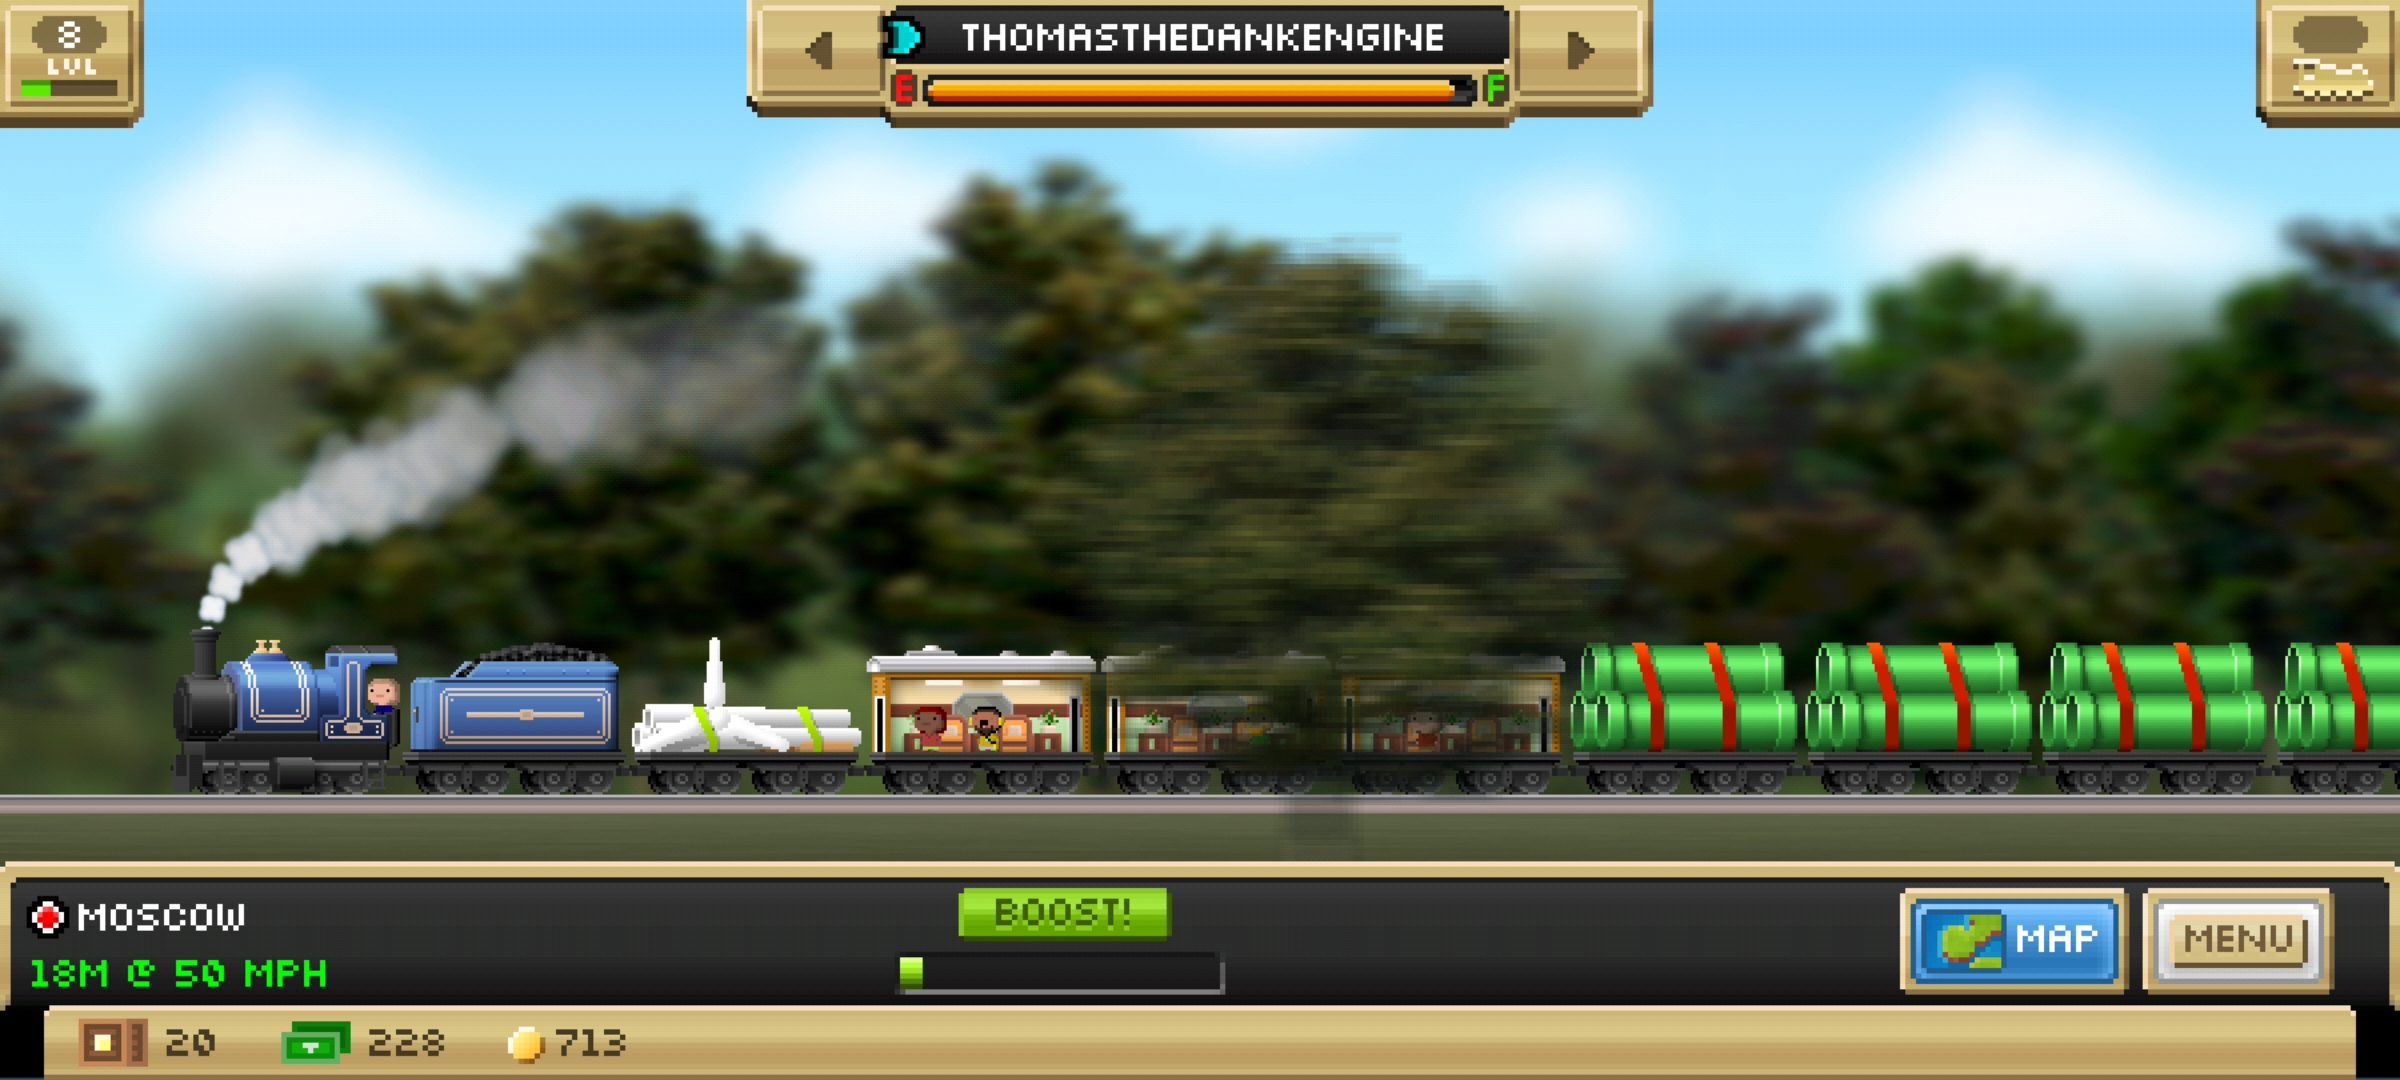 8
LVL
THOMASTHEDANKENGINE
E F
MOSCOW
18M @ 50 MPH
BOOST!
MAP
MENU
20 228 713